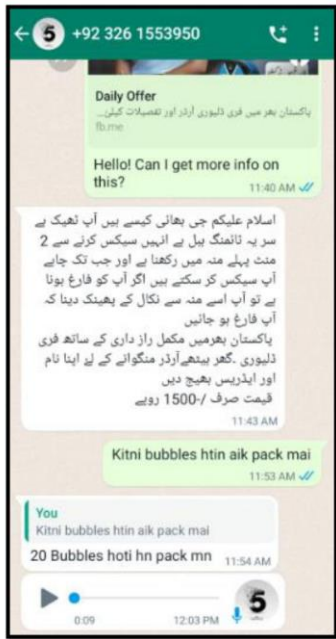 +92 326 1553950
Daily Offer
پاکستان بھر میں فری ڈلیوری آرڈر اور تفصیلات کیلئ...
fb.me
Hello! Can I get more info on
this?
11:40 AM
اسلام علیکم جی بھائی کیسے ہیں آپ ٹھیک ہے
سر یہ ٹائمنگ ببل ہے انہیں سیکس کرنے سے 2
منٹ پہلے منہ میں رکھنا ہے اور جب تک چاہے
آپ سیکس کر سکتے ہیں اگر آپ کو فارغ ہونا
ہے تو آپ اسے منہ سے نکال کے پھینک دینا کہ
آپ فارغ ہو جائیں
پاکستان بھرمیں مکمل راز داری کے ساتھ فری
ڈلیوری ۔گھر بیٹھےآرڈر منگوانے کے لئے اپنا نام
اور ایڈریس بھیج دیں
قیمت صرف /-1500 روپے
11:43 AM
Kitni bubbles htin aik pack mai
11:53 AM
You
Kitni bubbles htin aik pack mai
20 Bubbles hoti hn pack mn
11:54 AM
5
0:09
12:03 PM